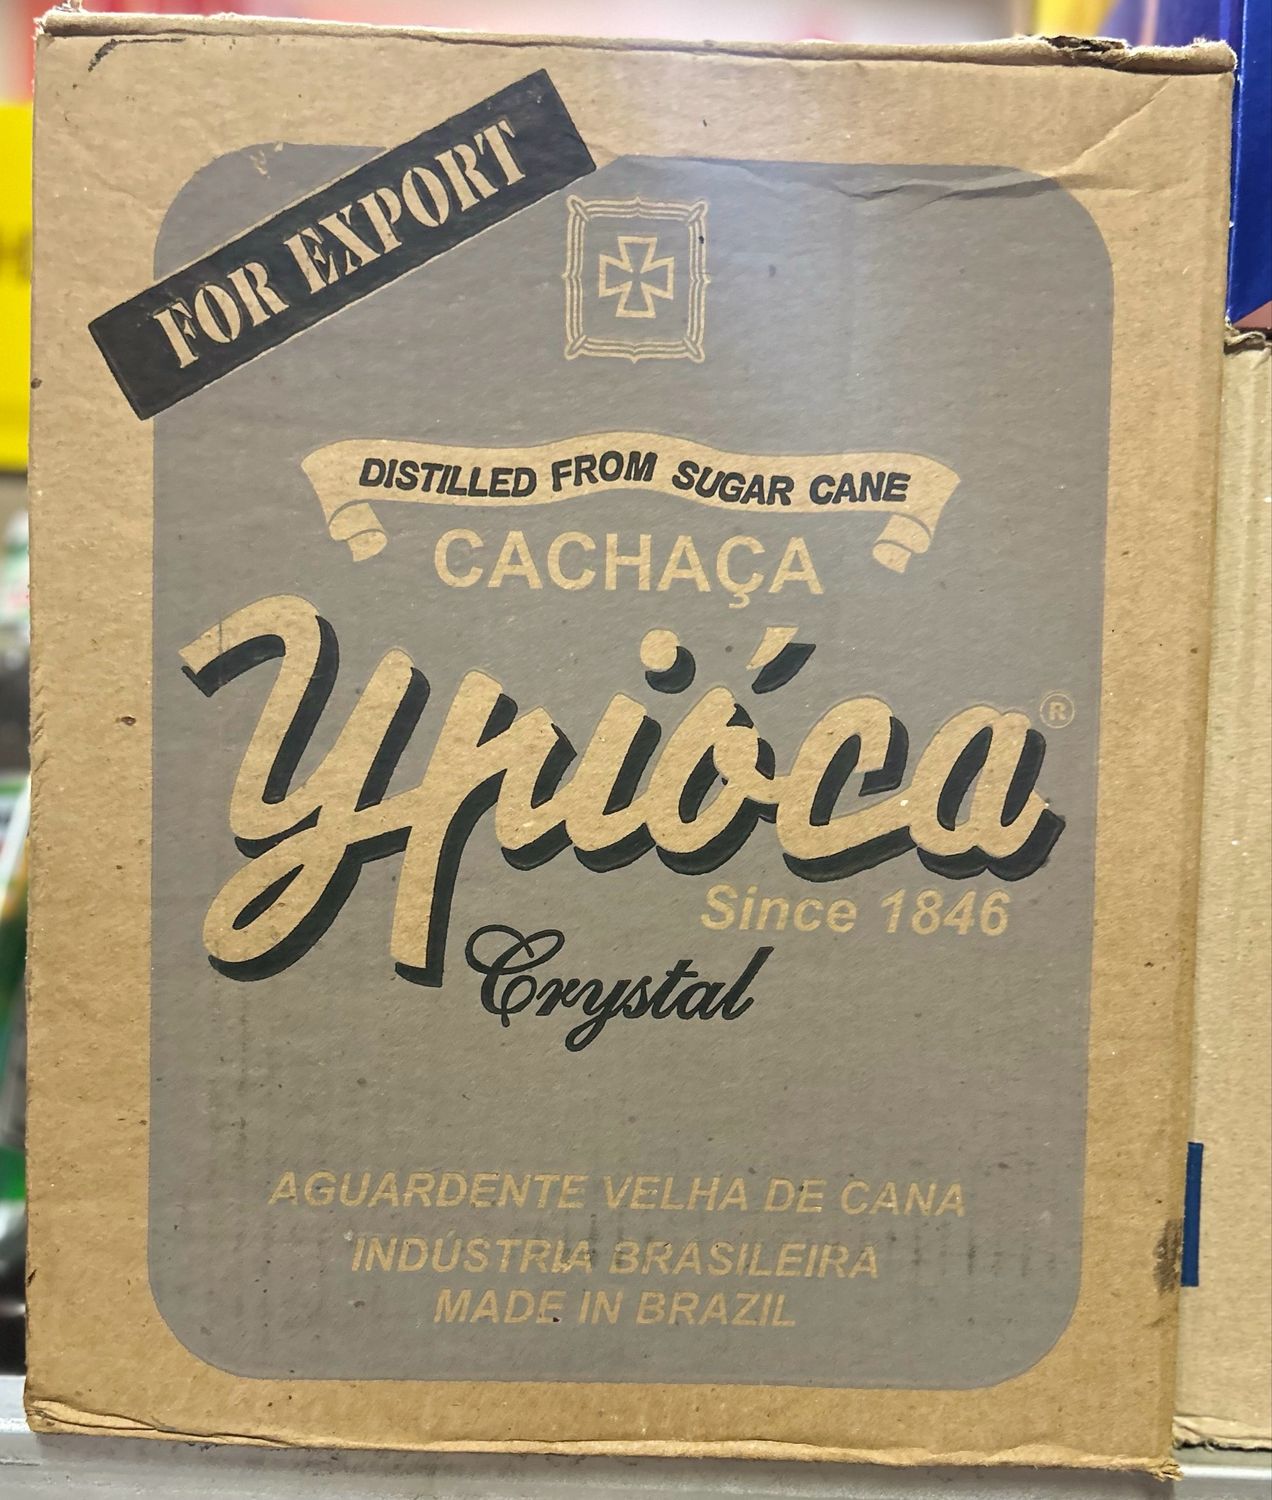 FOR EXPORT
DISTILLED FROM SUGAR CANE
CACHAÇA
Ypióca ®
Since 1846
Crystal
AGUARDENTE VELHA DE CANA
INDÚSTRIA BRASILEIRA
MADE IN BRAZIL